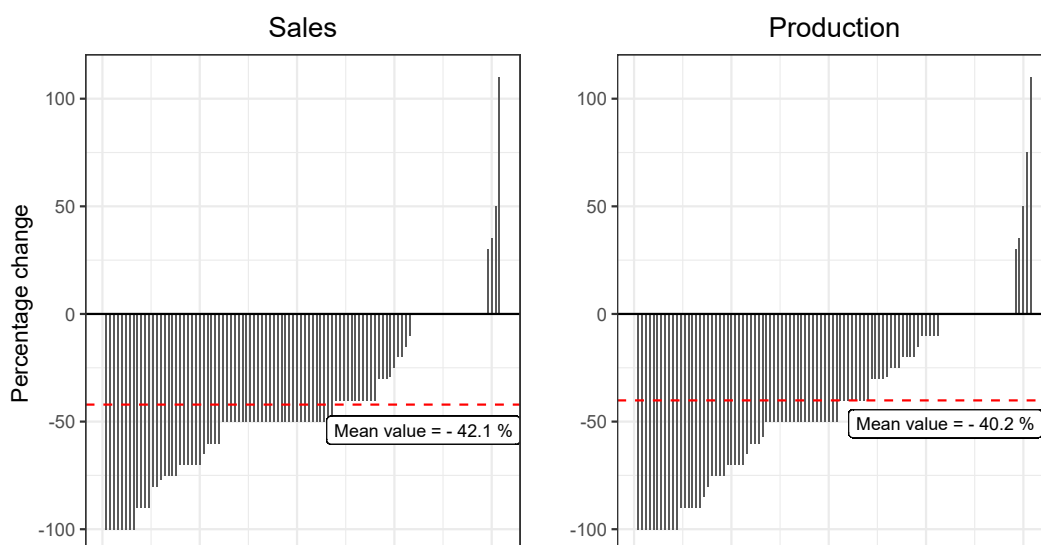 Sales
Production
Percentage change
100
50
0
-50
-100
Mean value = - 42.1 %
100
50
0
-50
-100
Mean value = - 40.2 %